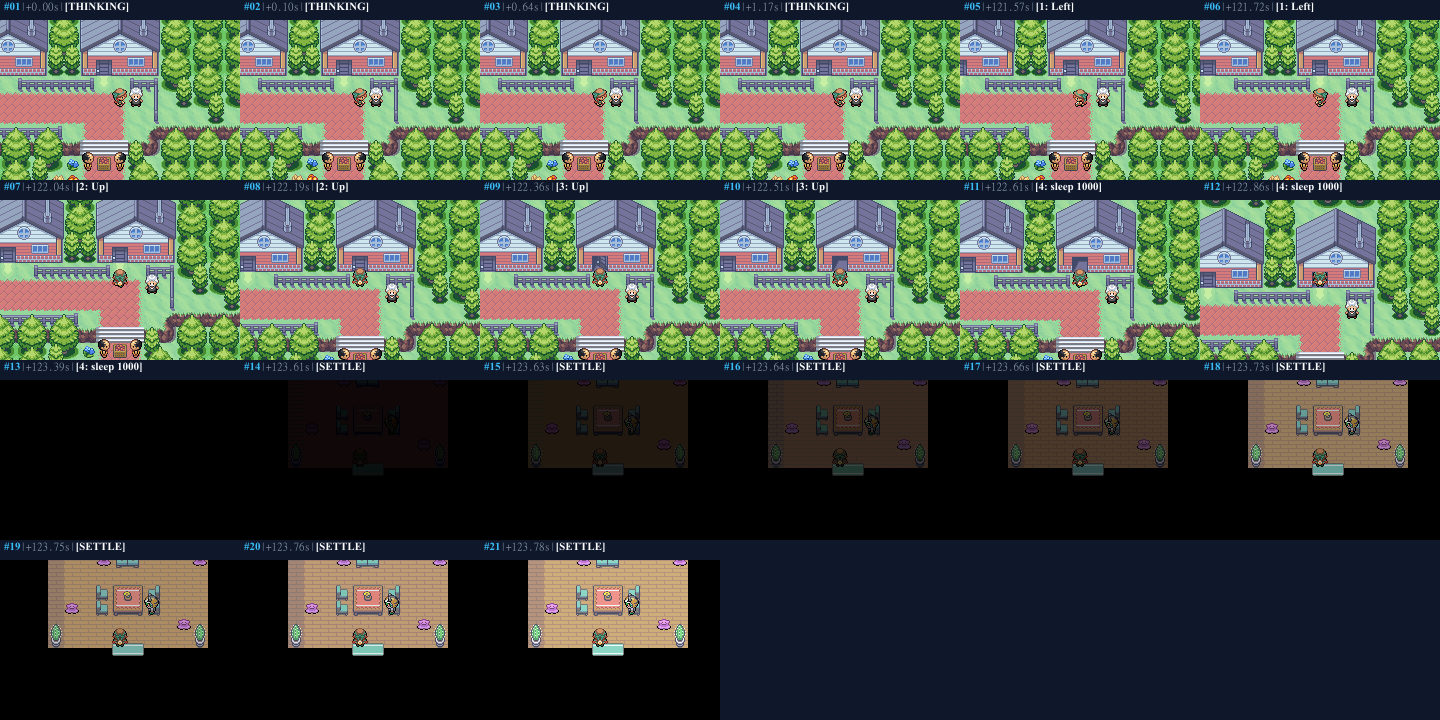 #01 | +0.00s | [THINKING]
#02 | +0.10s | [THINKING]
#03 | +0.64s | [THINKING]
#04 | +1.17s | [THINKING]
#05 | +121.57s | [1: Left]
#06 | +121.72s | [1: Left]
#07 | +122.04s | [2: Up]
#08 | +122.19s | [2: Up]
#09 | +122.36s | [3: Up]
#10 | +122.51s | [3: Up]
#11 | +122.61s | [4: sleep 1000]
#12 | +122.86s | [4: sleep 1000]
#13 | +123.39s | [4: sleep 1000]
#14 | +123.61s | [SETTLE]
#15 | +123.63s | [SETTLE]
#16 | +123.64s | [SETTLE]
#17 | +123.66s | [SETTLE]
#18 | +123.73s | [SETTLE]
#19 | +123.75s | [SETTLE]
#20 | +123.76s | [SETTLE]
#21 | +123.78s | [SETTLE]